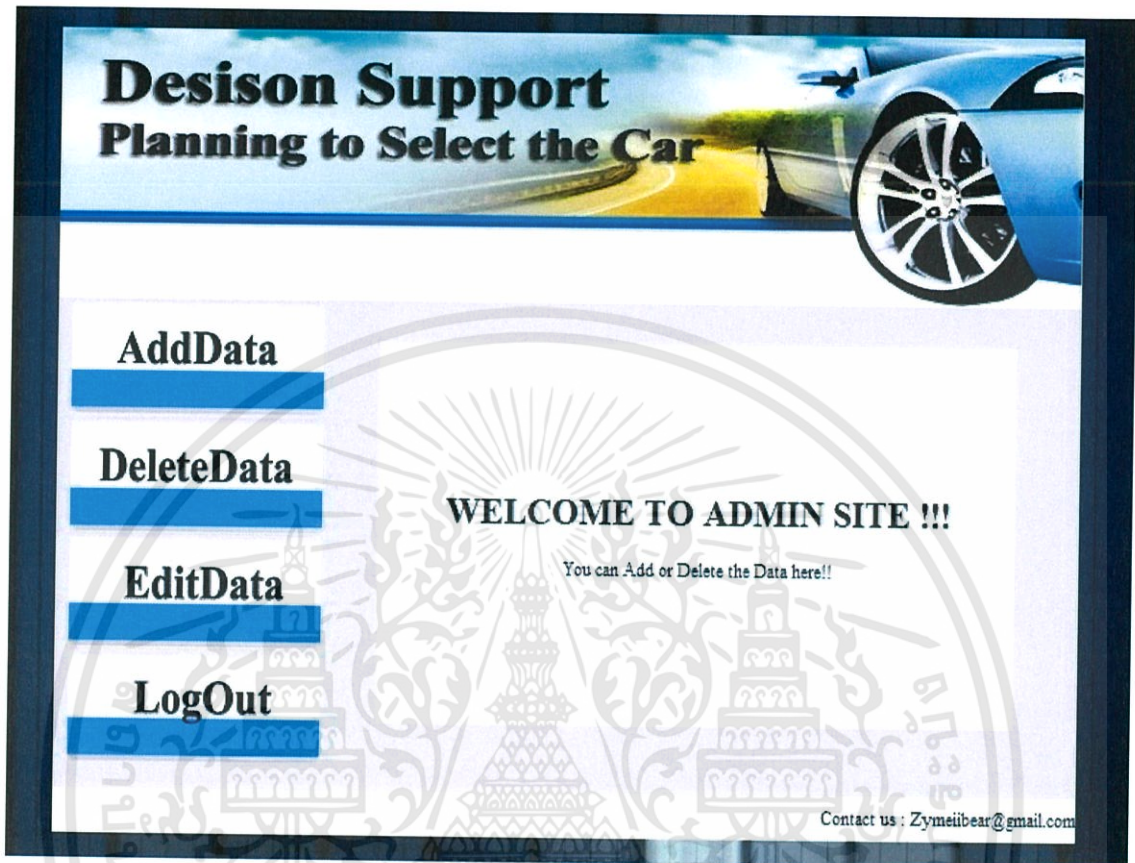 Desison Support
Planning to Select the Car
AddData
DeleteData
EditData
LogOut
WELCOME TO ADMIN SITE !!!
You can Add or Delete the Data here!!
Contact us : Zymeiibear@gmail.com